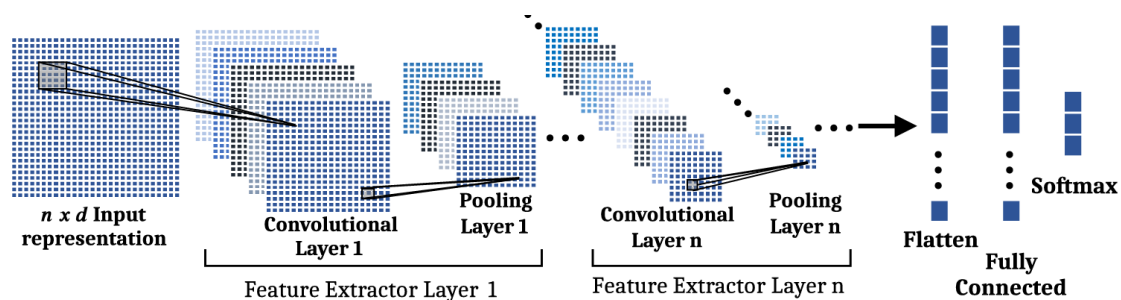 n x d Input
representation
Convolutional
Layer 1
Pooling
Layer 1
Feature Extractor Layer 1
Convolutional
Layer n
Pooling
Layer n
Feature Extractor Layer n
Flatten
Fully
Connected
Softmax